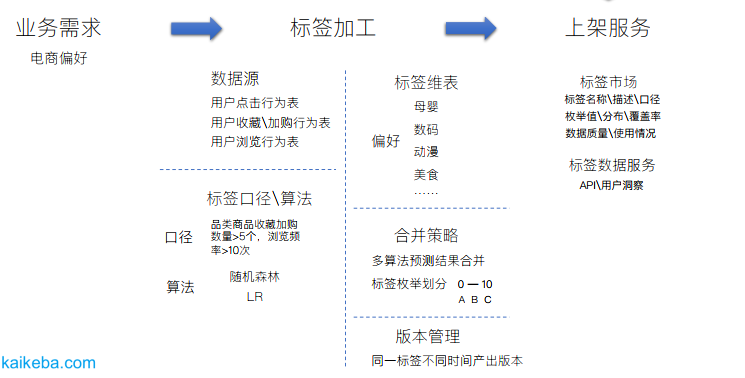 业务需求
电商偏好
标签加工
数据源
用户点击行为表
用户收藏\加购行为表
用户浏览行为表
标签口径\算法
口径
品类商品收藏加购
数量>5个，浏览频
率>10次
算法
随机森林
LR
标签维表
偏好
母婴
数码
动漫
美食
……
合并策略
多算法预测结果合并
标签枚举划分
0 — 10
A B C
版本管理
同一标签不同时间产出版本
上架服务
标签市场
标签名称\描述\口径
枚举值\分布\覆盖率
数据质量\使用情况
标签数据服务
API\用户洞察
kaikeba.com